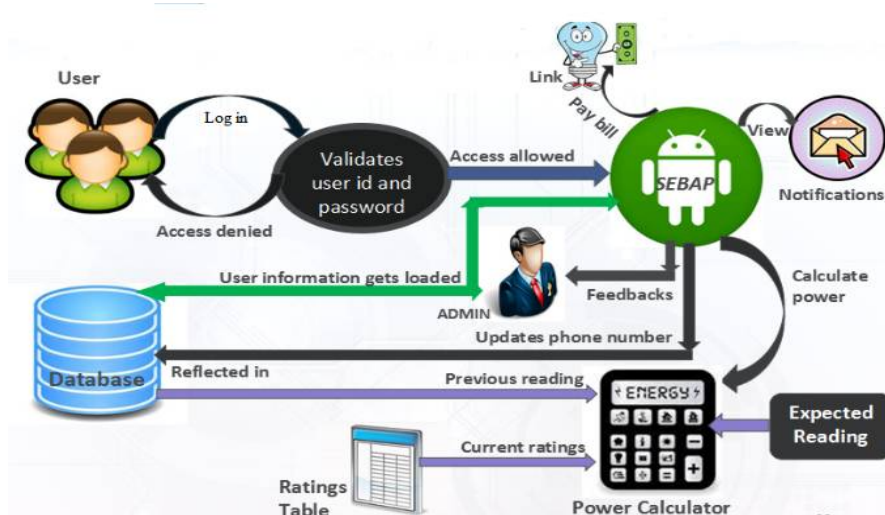 User
Log in
Validates
user id and
password
Access denied
Access allowed
Link
Pay bill
SEBAP
View
Notifications
User information gets loaded
ADMIN
Feedbacks
Calculate
power
Updates phone number
Database
Reflected in
Previous reading
ENERGY
Expected
Reading
Current ratings
Ratings
Table
Power Calculator